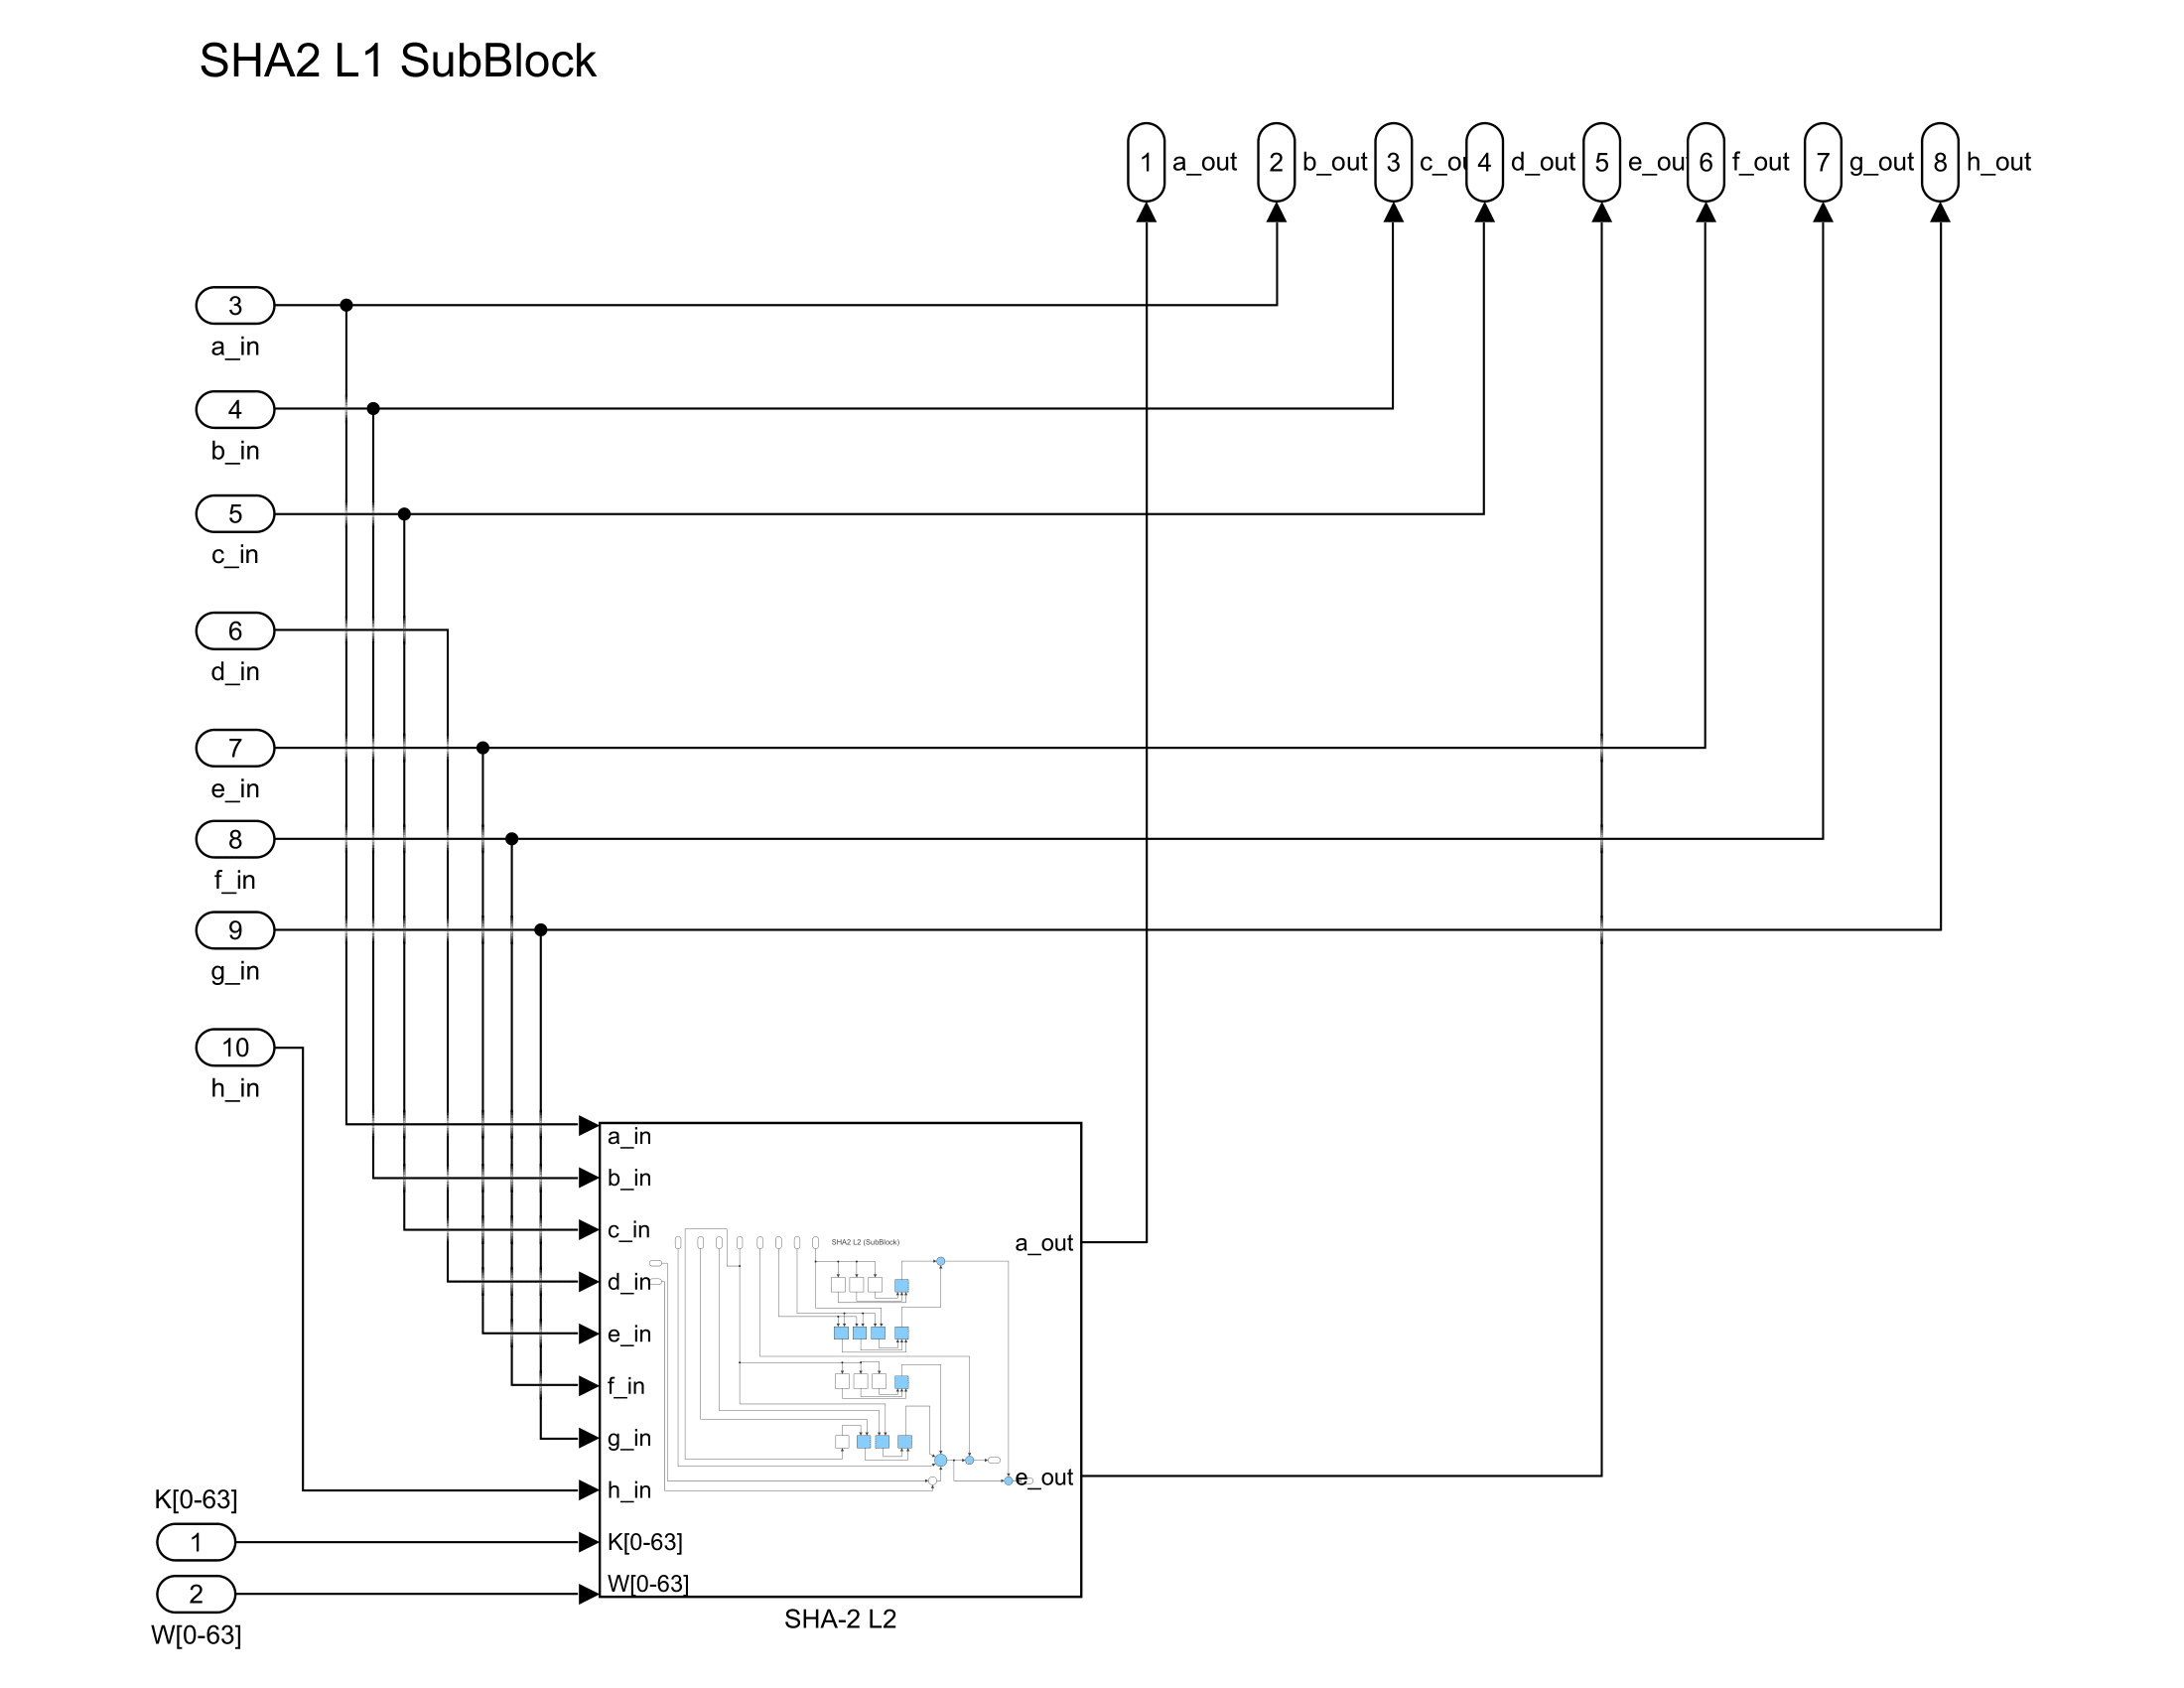 SHA2 L1 SubBlock
1 a_out 2 b_out 3 c_ou 4 d_out 5 e_out 6 f_out 7 g_out 8 h_out
3
a_in
4
b_in
5
c_in
6
d_in
7
e_in
8
f_in
9
g_in
10
h_in
a_in
b_in
c_in
a_out
SHA2 L2 (SubBlock)
d_in
e_in
f_in
g_in
e_out
h_in
K[0-63]
1
K[0-63]
2
W[0-63]
W[0-63]
SHA-2 L2